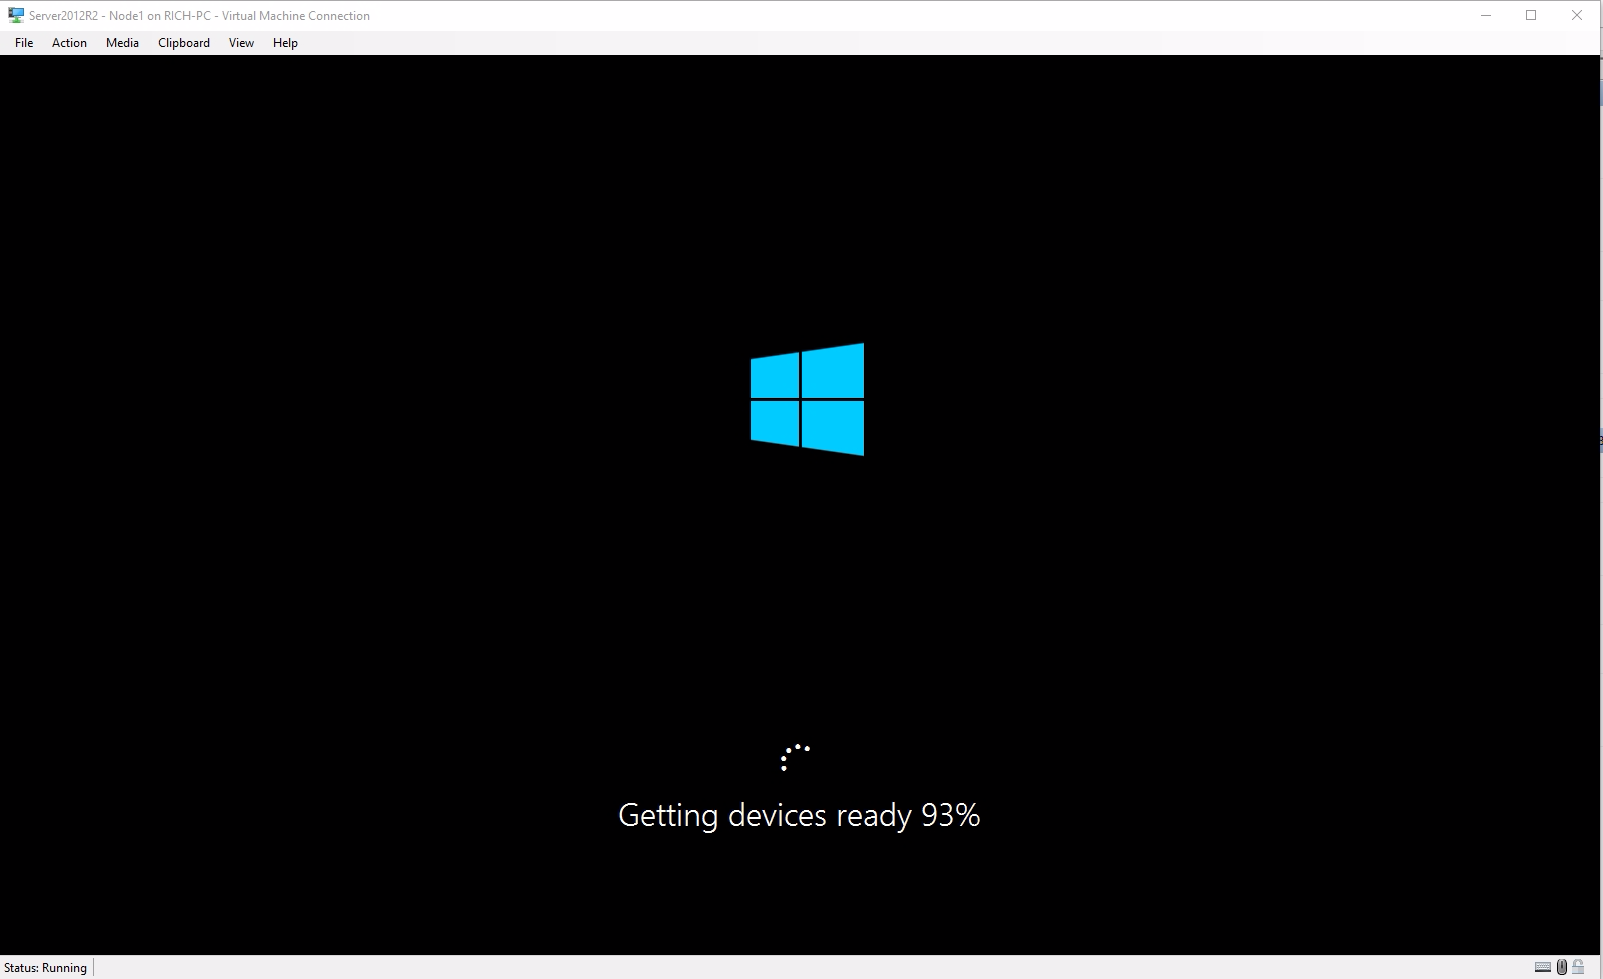 Server2012R2 - Node1 on RICH-PC - Virtual Machine Connection
File Action Media Clipboard View Help
Getting devices ready 93%
Status: Running